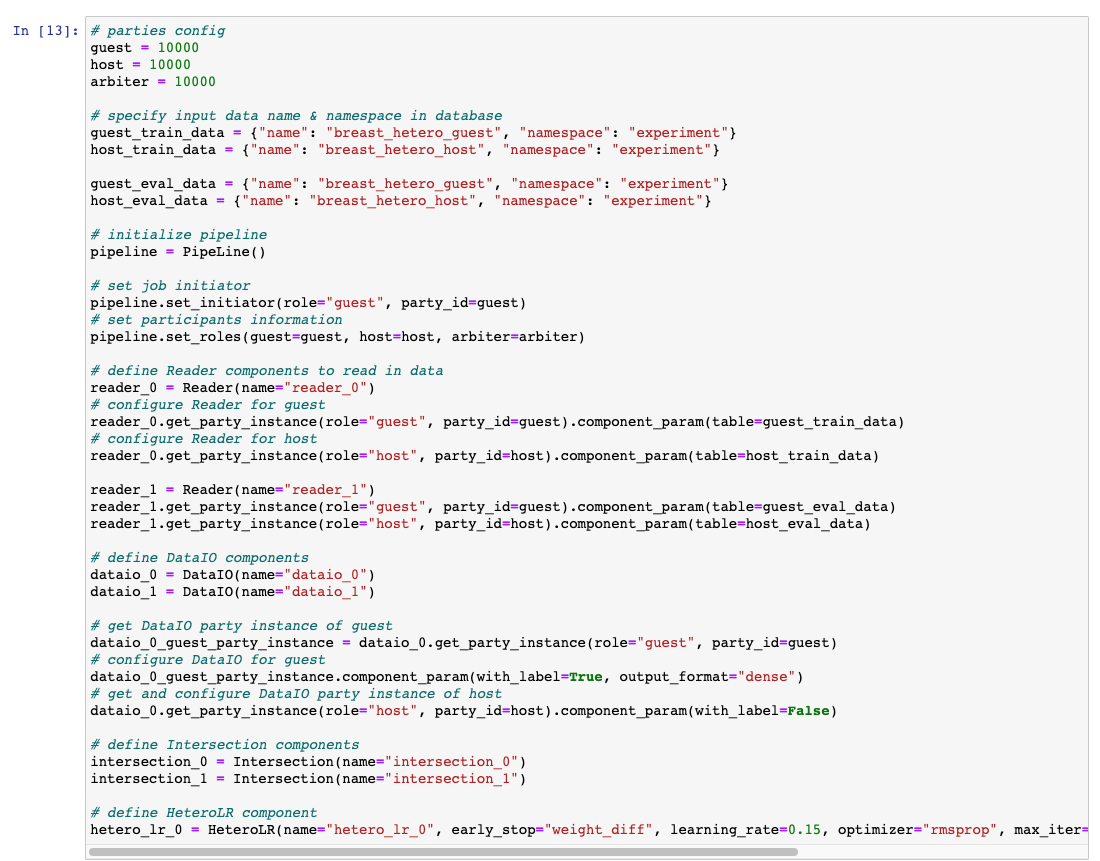 In [13]:
# parties config
guest = 10000
host = 10000
arbiter = 10000
# specify input data name & namespace in database
guest_train_data = {"name": "breast_hetero_guest", "namespace": "experiment"}
host_train_data = {"name": "breast_hetero_host", "namespace": "experiment"}
guest_eval_data = {"name": "breast_hetero_guest", "namespace": "experiment"}
host_eval_data = {"name": "breast_hetero_host", "namespace": "experiment"}
# initialize pipeline
pipeline = PipeLine()
# set job initiator
pipeline.set_initiator(role="guest", party_id=guest)
# set participants information
pipeline.set_roles(guest=guest, host=host, arbiter=arbiter)
# define Reader components to read in data
reader_0 = Reader(name="reader_0")
# configure Reader for guest
reader_0.get_party_instance(role="guest", party_id=guest).component_param(table=guest_train_data)
# configure Reader for host
reader_0.get_party_instance(role="host", party_id=host).component_param(table=host_train_data)
reader_1 = Reader(name="reader_1")
reader_1.get_party_instance(role="guest", party_id=guest).component_param(table=guest_eval_data)
reader_1.get_party_instance(role="host", party_id=host).component_param(table=host_eval_data)
# define DataIO components
dataio_0 = DataIO(name="dataio_0")
dataio_1 = DataIO(name="dataio_1")
# get DataIO party instance of guest
dataio_0_guest_party_instance = dataio_0.get_party_instance(role="guest", party_id=guest)
# configure DataIO for guest
dataio_0_guest_party_instance.component_param(with_label=True, output_format="dense")
# get and configure DataIO party instance of host
dataio_0.get_party_instance(role="host", party_id=host).component_param(with_label=False)
# define Intersection components
intersection_0 = Intersection(name="intersection_0")
intersection_1 = Intersection(name="intersection_1")
# define HeteroLR component
hetero_lr_0 = HeteroLR(name="hetero_lr_0", early_stop="weight_diff", learning_rate=0.15, optimizer="rmsprop", max_iter=